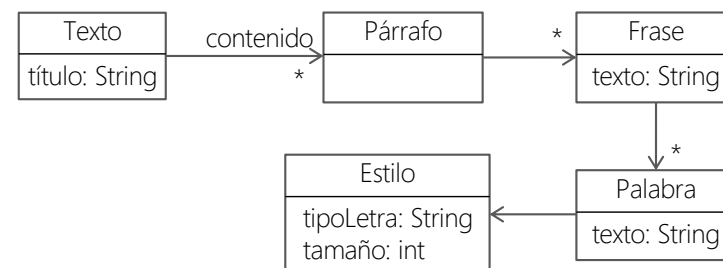 Texto
título: String
contenido
*
Párrafo
*
Frase
texto: String
*
Palabra
texto: String
Estilo
tipoLetra: String
tamaño: int